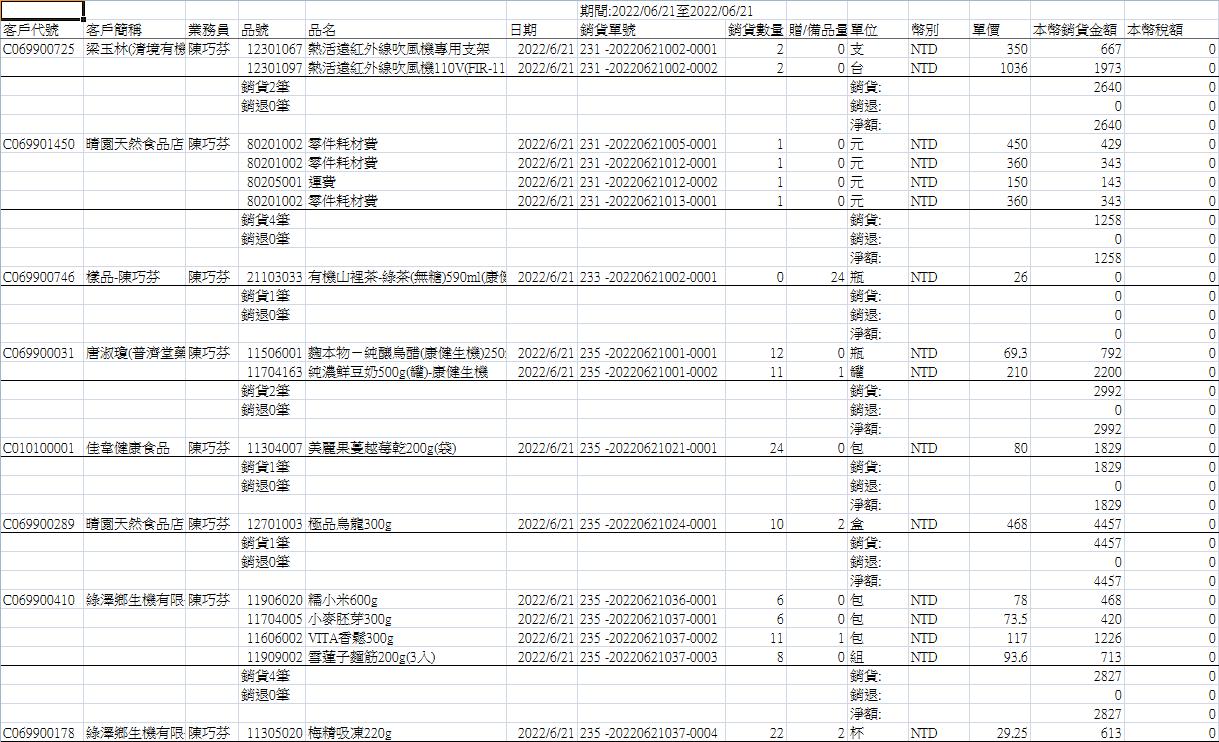 期間:2022/06/21至2022/06/21
客戶代號 客戶簡稱 業務員 品號 品名 日期 銷貨單號 銷貨數量 贈/備品量 單位 幣別 單價 本幣銷貨金額 本幣稅額
C069900725 梁玉林(清境有機 陳巧芬 12301067 熱活遠紅外線吹風機專用支架 2022/6/21 231 -20220621002-0001 2 0 支 NTD 350 667 0
12301097 熱活遠紅外線吹風機110V(FIR-11 2022/6/21 231 -20220621002-0002 2 0 台 NTD 1036 1973 0
銷貨2筆 銷貨: 2640 0
銷退0筆 銷退: 0 0
淨額: 2640 0
C069901450 晴園天然食品店 陳巧芬 80201002 零件耗材費 2022/6/21 231 -20220621005-0001 1 0 元 NTD 450 429 0
80201002 零件耗材費 2022/6/21 231 -20220621012-0001 1 0 元 NTD 360 343 0
80205001 運費 2022/6/21 231 -20220621012-0002 1 0 元 NTD 150 143 0
80201002 零件耗材費 2022/6/21 231 -20220621013-0001 1 0 元 NTD 360 343 0
銷貨4筆 銷貨: 1258 0
銷退0筆 銷退: 0 0
淨額: 1258 0
C069900746 樣品-陳巧芬 陳巧芬 21103033 有機山裡茶-綠茶(無糖)590ml(康健 2022/6/21 233 -20220621002-0001 0 24 瓶 NTD 26 0 0
銷貨1筆 銷貨: 0 0
銷退0筆 銷退: 0 0
淨額: 0 0
C069900031 唐淑瓊(普濟堂藥 陳巧芬 11506001 麴本物－純釀烏醋(康健生機)250 2022/6/21 235 -20220621001-0001 12 0 瓶 NTD 69.3 792 0
11704163 純濃鮮豆奶500g(罐)-康健生機 2022/6/21 235 -20220621001-0002 11 1 罐 NTD 210 2200 0
銷貨2筆 銷貨: 2992 0
銷退0筆 銷退: 0 0
淨額: 2992 0
C010100001 佳韋健康食品 陳巧芬 11304007 美麗果蔓越莓乾200g(袋) 2022/6/21 235 -20220621021-0001 24 0 包 NTD 80 1829 0
銷貨1筆 銷貨: 1829 0
銷退0筆 銷退: 0 0
淨額: 1829 0
C069900289 晴園天然食品店 陳巧芬 12701003 極品烏龍300g 2022/6/21 235 -20220621024-0001 10 2 盒 NTD 468 4457 0
銷貨1筆 銷貨: 4457 0
銷退0筆 銷退: 0 0
淨額: 4457 0
C069900410 綠澤鄉生機有限 陳巧芬 11906020 糯小米600g 2022/6/21 235 -20220621036-0001 6 0 包 NTD 78 468 0
11704005 小麥胚芽300g 2022/6/21 235 -20220621037-0001 6 0 包 NTD 73.5 420 0
11606002 VITA香鬆300g 2022/6/21 235 -20220621037-0002 11 1 包 NTD 117 1226 0
11909002 雪蓮子麵筋200g(3入) 2022/6/21 235 -20220621037-0003 8 0 組 NTD 93.6 713 0
銷貨4筆 銷貨: 2827 0
銷退0筆 銷退: 0 0
淨額: 2827 0
C069900178 綠澤鄉生機有限 陳巧芬 11305020 梅精吸凍220g 2022/6/21 235 -20220621037-0004 22 2 杯 NTD 29.25 613 0